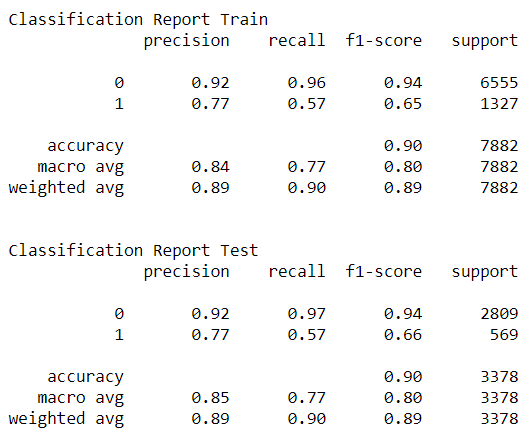 Classification Report Train
precision recall f1-score support
0 0.92 0.96 0.94 6555
1 0.77 0.57 0.65 1327
accuracy 0.90 7882
macro avg 0.84 0.77 0.80 7882
weighted avg 0.89 0.90 0.89 7882
Classification Report Test
precision recall f1-score support
0 0.92 0.97 0.94 2809
1 0.77 0.57 0.66 569
accuracy 0.90 3378
macro avg 0.85 0.77 0.80 3378
weighted avg 0.89 0.90 0.89 3378